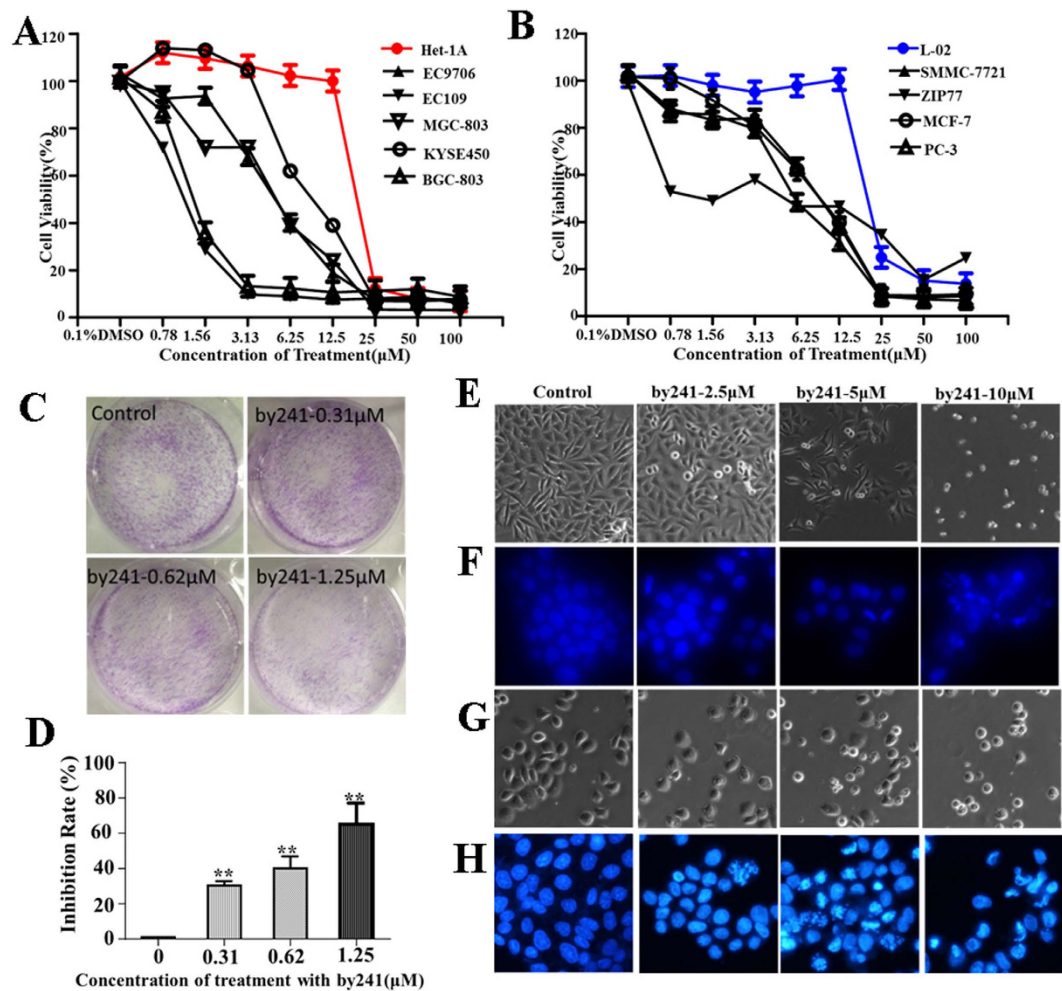 A
120
100
80
60
40
20
0
Cell Viability(%)
0.1%DMSO 0.78 1.56 3.13 6.25 12.5 25 50 100
Concentration of Treatment(μM)
Het-1A
EC9706
EC109
MGC-803
KYSE450
BGC-803
B
120
100
80
60
40
20
0
Cell Viability(%)
0.1%DMSO 0.78 1.56 3.13 6.25 12.5 25 50 100
Concentration of Treatment(μM)
L-02
SMMC-7721
ZIP77
MCF-7
PC-3
C
Control by241-0.31μM
by241-0.62μM by241-1.25μM
D
100
80
60
40
20
0
Inhibition Rate (%)
** ** **
0 0.31 0.62 1.25
Concentration of treatment with by241(μM)
E
Control by241-2.5μM by241-5μM by241-10μM
F
G
H